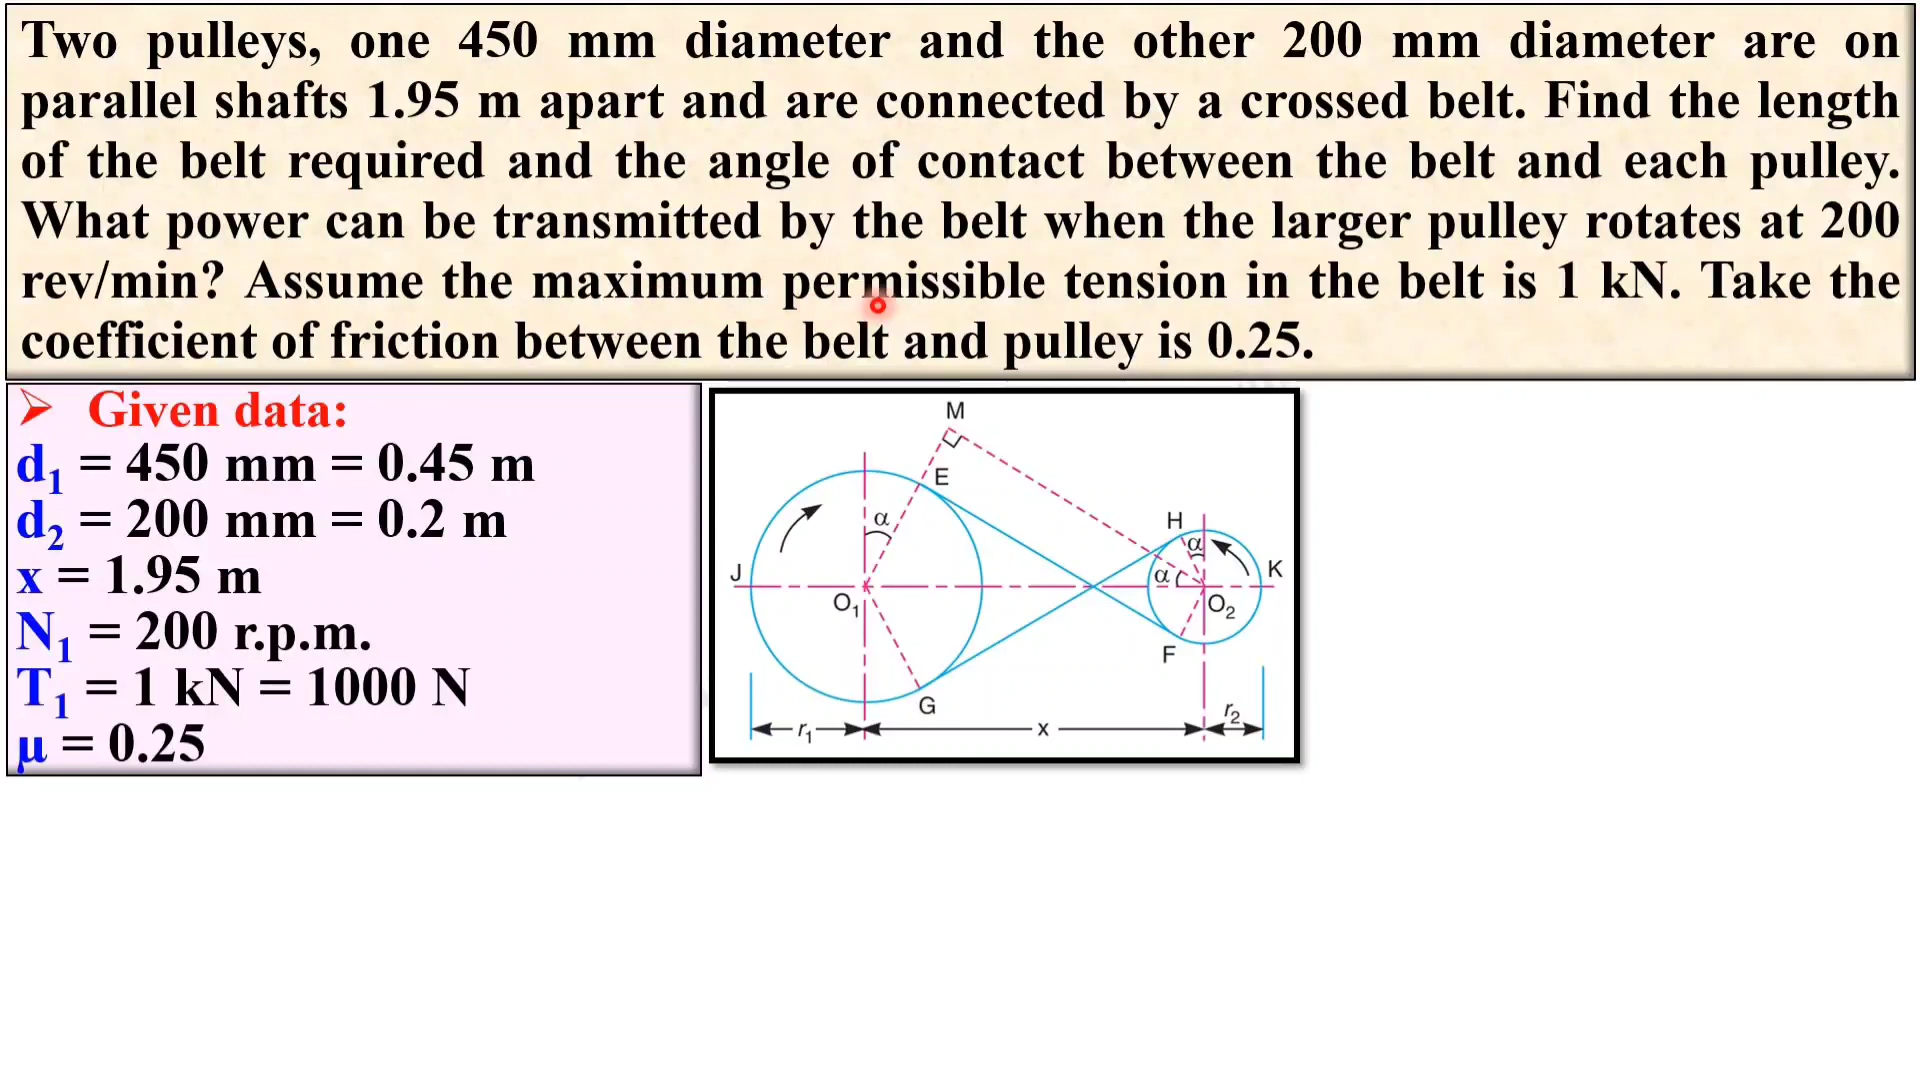 Two pulleys, one 450 mm diameter and the other 200 mm diameter are on
parallel shafts 1.95 m apart and are connected by a crossed belt. Find the length
of the belt required and the angle of contact between the belt and each pulley.
What power can be transmitted by the belt when the larger pulley rotates at 200
rev/min? Assume the maximum permissible tension in the belt is 1 kN. Take the
coefficient of friction between the belt and pulley is 0.25.
➢ Given data:
d₁ = 450 mm = 0.45 m
d₂ = 200 mm = 0.2 m
x = 1.95 m
N₁ = 200 r.p.m.
T₁ = 1 kN = 1000 N
μ = 0.25
M
E
α
H
α
J
α
K
O₁
O₂
F
G
r₁
x
r₂